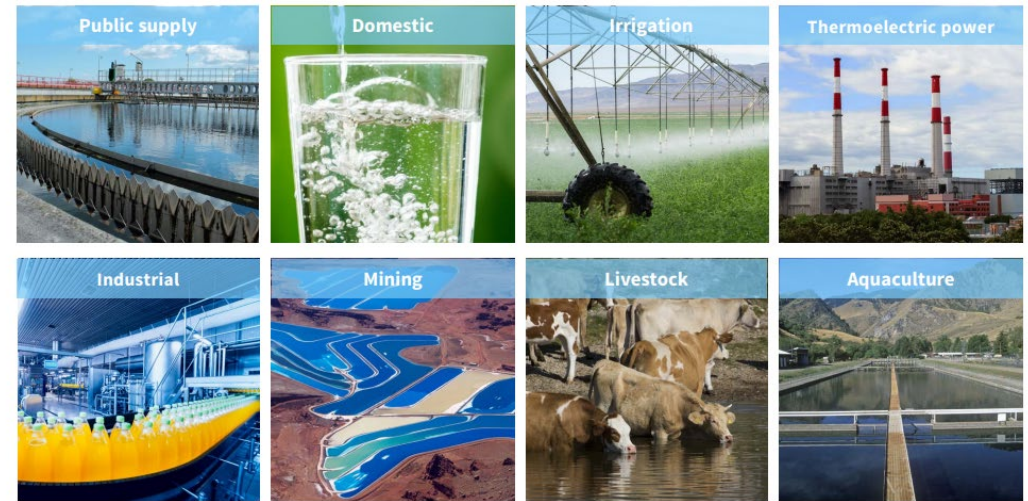 Public supply
Domestic
Irrigation
Thermoelectric power
Industrial
Mining
Livestock
Aquaculture